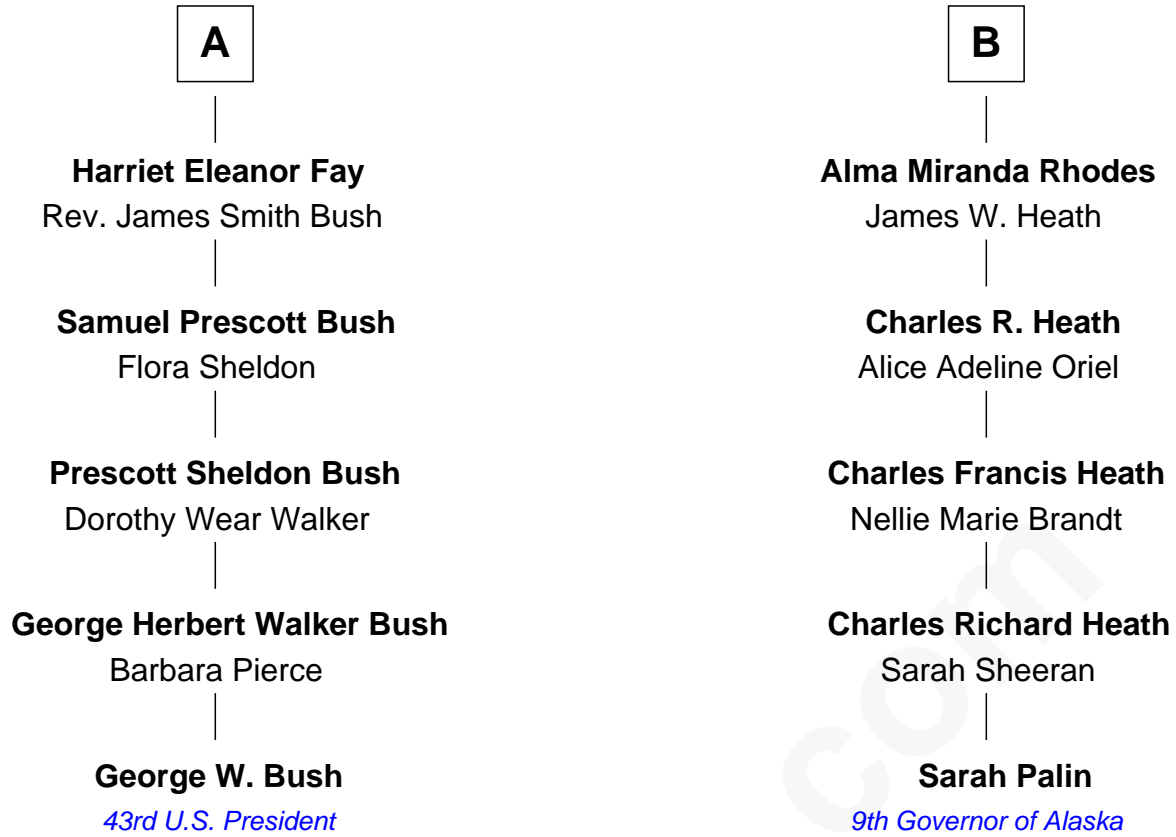 A
Harriet Eleanor Fay
Rev. James Smith Bush
Samuel Prescott Bush
Flora Sheldon
Prescott Sheldon Bush
Dorothy Wear Walker
George Herbert Walker Bush
Barbara Pierce
George W. Bush
43rd U.S. President
B
Alma Miranda Rhodes
James W. Heath
Charles R. Heath
Alice Adeline Oriel
Charles Francis Heath
Nellie Marie Brandt
Charles Richard Heath
Sarah Sheeran
Sarah Palin
9th Governor of Alaska
com